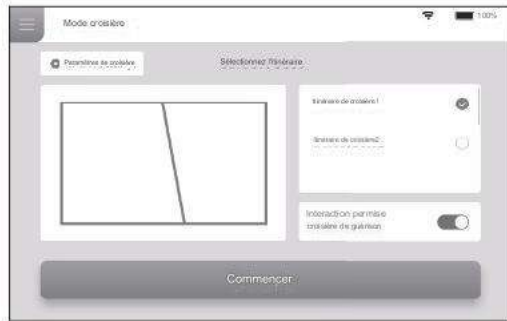 Mode croisière
100%
Paramètres de croisière
Sélectionnez l'itinéraire
Itinéraire de croisière1
Itinéraire de croisière2
Interaction permise
croisière de guérison
Commencer